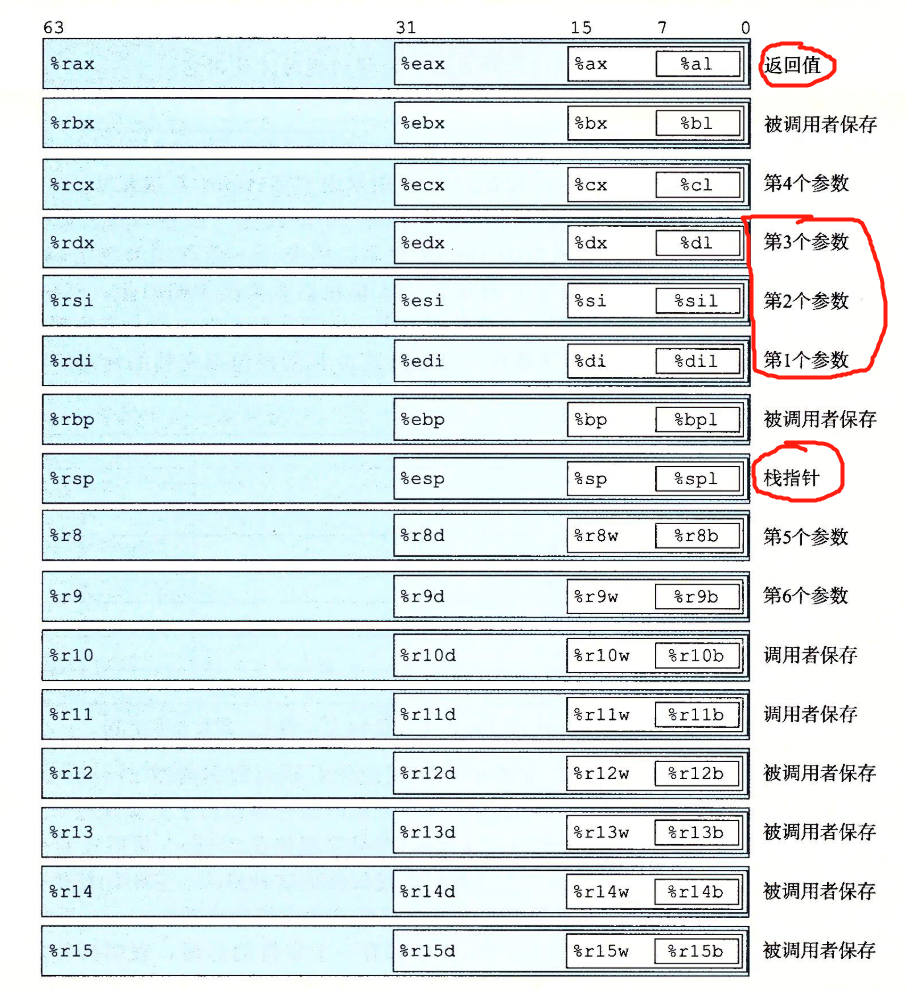 63 31 15 7 0
%rax %eax %ax %al 返回值
%rbx %ebx %bx %bl 被调用者保存
%rcx %ecx %cx %cl 第4个参数
%rdx %edx %dx %dl 第3个参数
%rsi %esi %si %sil 第2个参数
%rdi %edi %di %dil 第1个参数
%rbp %ebp %bp %bpl 被调用者保存
%rsp %esp %sp %spl 栈指针
%r8 %r8d %r8w %r8b 第5个参数
%r9 %r9d %r9w %r9b 第6个参数
%r10 %r10d %r10w %r10b 调用者保存
%r11 %r11d %r11w %r11b 调用者保存
%r12 %r12d %r12w %r12b 被调用者保存
%r13 %r13d %r13w %r13b 被调用者保存
%r14 %r14d %r14w %r14b 被调用者保存
%r15 %r15d %r15w %r15b 被调用者保存